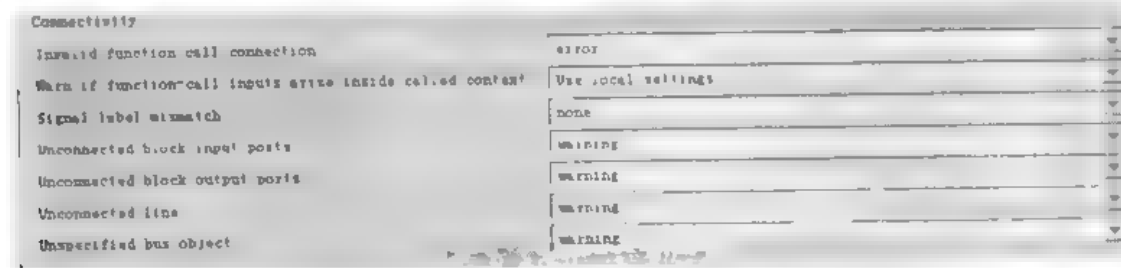 Connectivity
Invalid function call connection error
Warn if function-call inputs arise inside called context Use local settings
Signal label mismatch none
Unconnected block input ports warning
Unconnected block output ports warning
Unconnected line warning
Unspecified bus object warning